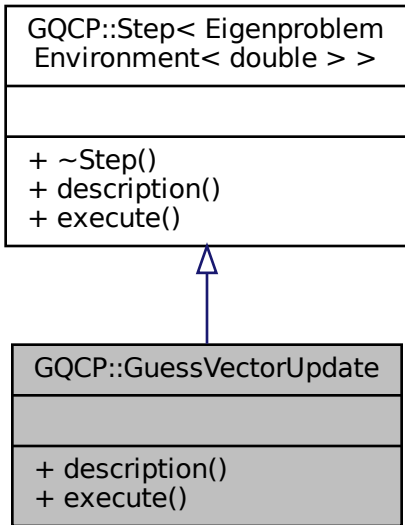 GQCP::Step< Eigenproblem
Environment< double > >
+ ~Step()
+ description()
+ execute()
GQCP::GuessVectorUpdate
+ description()
+ execute()